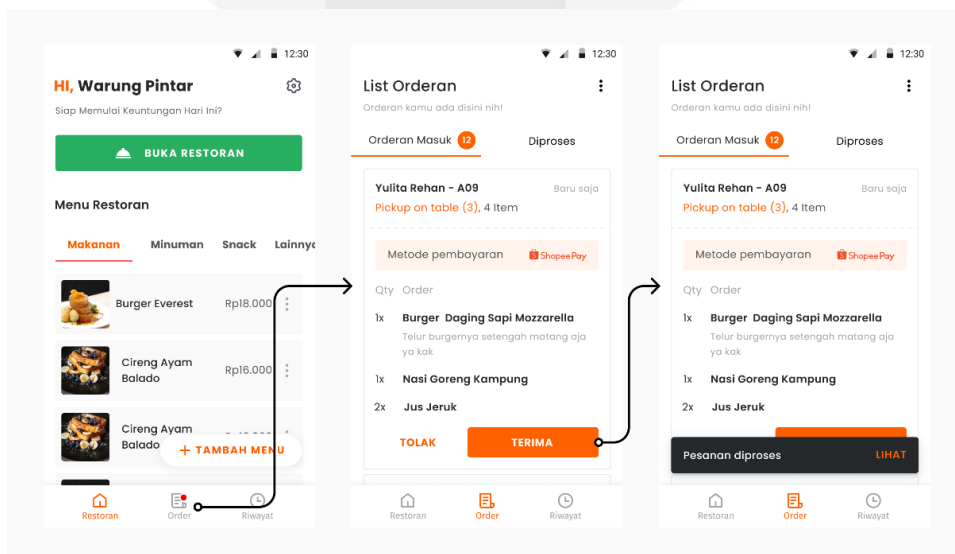 12:30
HI, Warung Pintar
Siap Memulai Keuntungan Hari Ini?
BUKA RESTORAN
Menu Restoran
Makanan Minuman Snack Lainnya
Burger Everest Rp18.000
Cireng Ayam
Balado
Rp16.000
Cireng Ayam
Balado
+ TAMBAH MENU
Restoran Order Riwayat
12:30
List Orderan
Orderan kamu ada disini nih!
Orderan Masuk 12 Diproses
Yulita Rehan - A09 Baru saja
Pickup on table (3), 4 Item
Metode pembayaran ShopeePay
Qty Order
1x Burger Daging Sapi Mozzarella
Telur burgernya setengah matang aja
ya kak
1x Nasi Goreng Kampung
2x Jus Jeruk
TOLAK TERIMA
Restoran Order Riwayat
12:30
List Orderan
Orderan kamu ada disini nih!
Orderan Masuk 12 Diproses
Yulita Rehan - A09 Baru saja
Pickup on table (3), 4 Item
Metode pembayaran ShopeePay
Qty Order
1x Burger Daging Sapi Mozzarella
Telur burgernya setengah matang aja
ya kak
1x Nasi Goreng Kampung
2x Jus Jeruk
Pesanan diproses LIHAT
Restoran Order Riwayat